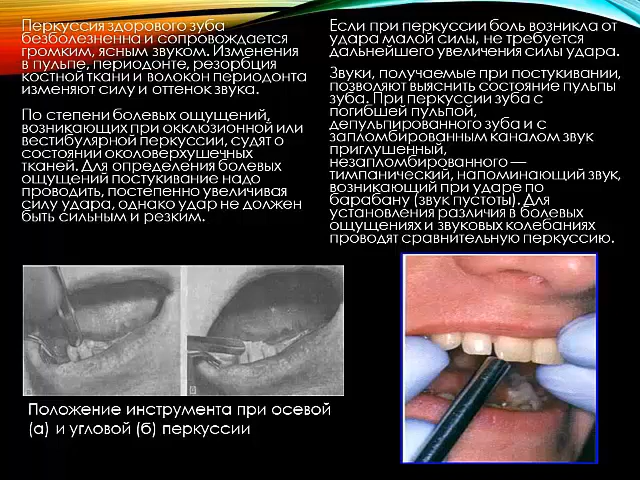 Перкуссия здорового зуба
безболезненна и сопровождается
громким, ясным звуком. Изменения
в пульпе, периодонте, резорбция
костной ткани и волокон периодонта
изменяют силу и оттенок звука.
По степени болевых ощущений,
возникающих при окклюзионной или
вестибулярной перкуссии, судят о
состоянии околоверхушечных
тканей. Для определения болевых
ощущений постукивание надо
проводить, постепенно увеличивая
силу удара, однако удар не должен
быть сильным и резким.
Положение инструмента при осевой
(а) и угловой (б) перкуссии
Если при перкуссии боль возникла от
удара малой силы, не требуется
дальнейшего увеличения силы удара.
Звуки, получаемые при постукивании,
позволяют выяснить состояние пульпы
зуба. При перкуссии зуба с
погибшей пульпой,
депульпированного зуба и с
запломбированным каналом звук
приглушенный,
незапломбированного —
тимпанический, напоминающий звук,
возникающий при ударе по
барабану (звук пустоты). Для
установления различия в болевых
ощущениях и звуковых колебаниях
проводят сравнительную перкуссию.